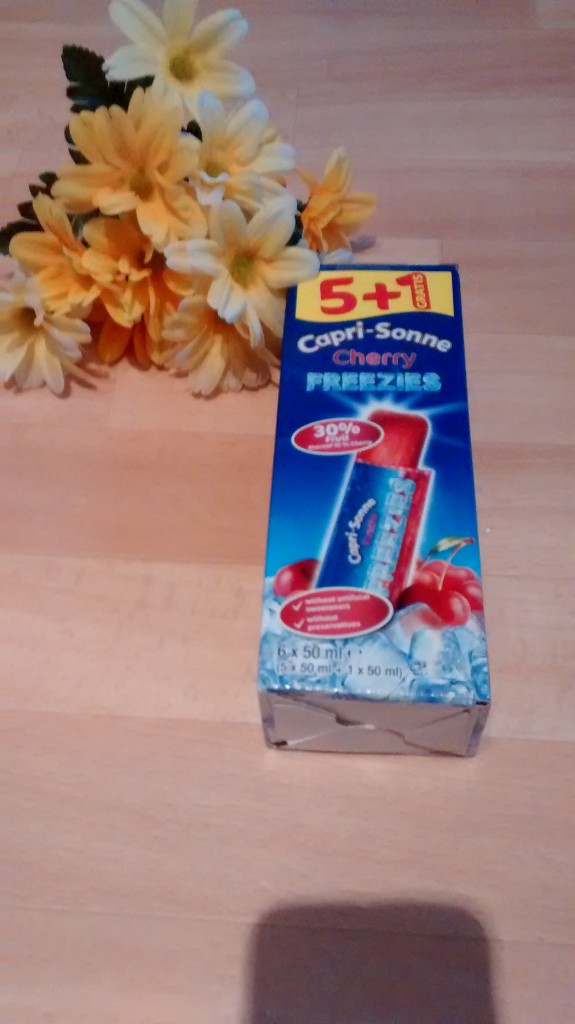 5+1
GRATIS
Capri-Sonne
Cherry
FREEZIES
30%
Fruit
Capri-Sonne
FREEZIES
✓ without artificial
sweeteners
✓ without
preservatives
6 x 50 ml
(5 x 50 ml + 1 x 50 ml)